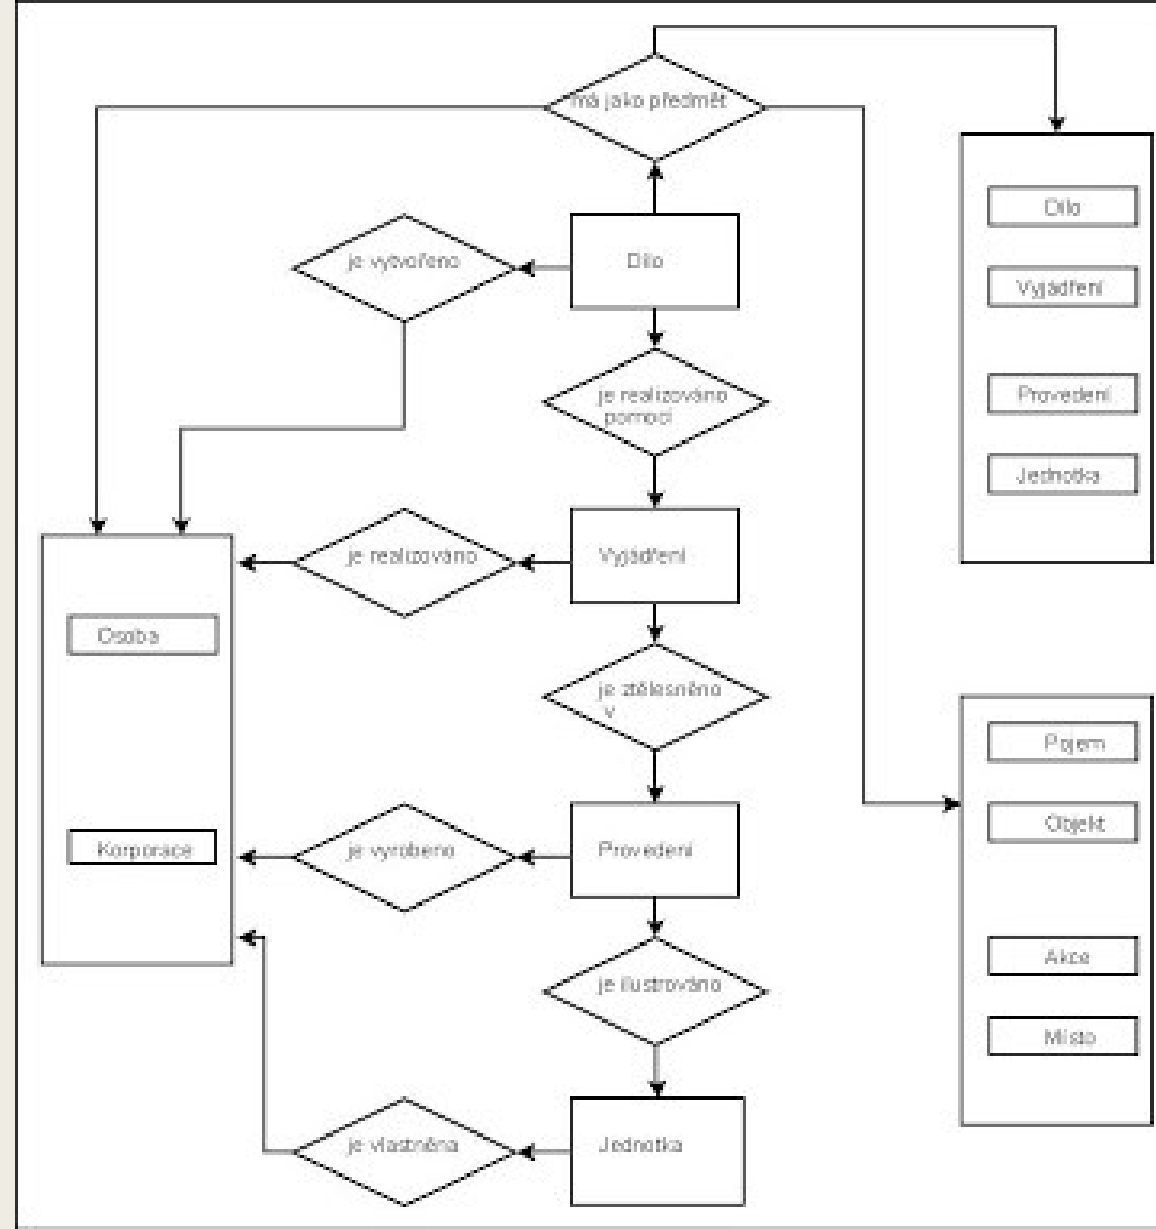 má jako předmět
Dílo
je vytvořeno
Dílo
Vyjádření
je realizováno
pomocí
Provedení
Jednotka
je realizováno
Vyjádření
Osoba
je ztělesněno
v
Pojem
Objekt
Korporace
je vyrobeno
Provedení
Akce
je ilustrováno
Místo
je vlastněna
Jednotka